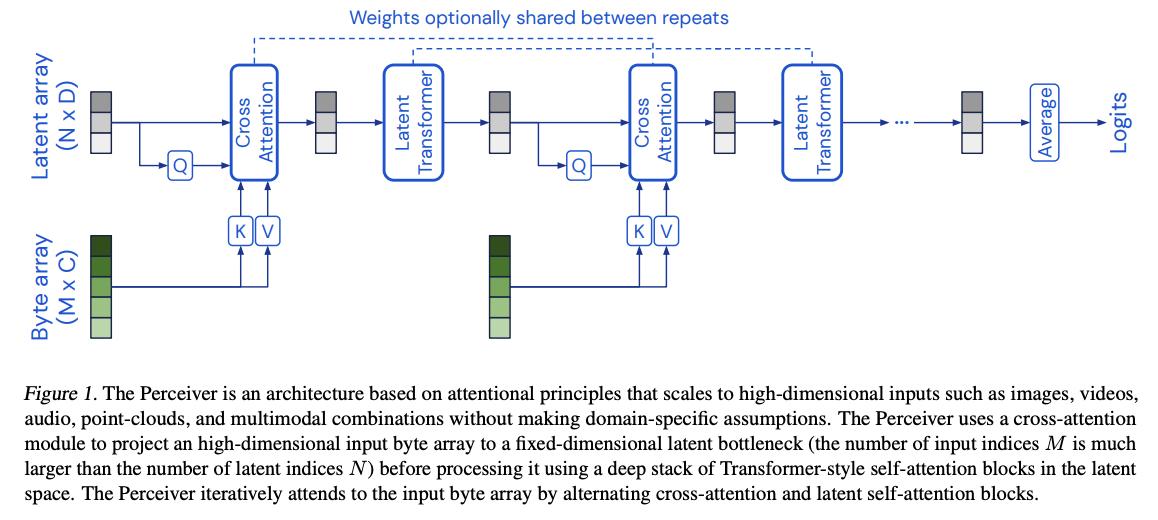 Weights optionally shared between repeats
Latent array
(N x D)
Cross
Attention
Latent
Transformer
Cross
Attention
Latent
Transformer
...
Average
Logits
Q
Q
K
V
K
V
Byte array
(M x C)
Figure 1. The Perceiver is an architecture based on attentional principles that scales to high-dimensional inputs such as images, videos,
audio, point-clouds, and multimodal combinations without making domain-specific assumptions. The Perceiver uses a cross-attention
module to project an high-dimensional input byte array to a fixed-dimensional latent bottleneck (the number of input indices M is much
larger than the number of latent indices N) before processing it using a deep stack of Transformer-style self-attention blocks in the latent
space. The Perceiver iteratively attends to the input byte array by alternating cross-attention and latent self-attention blocks.